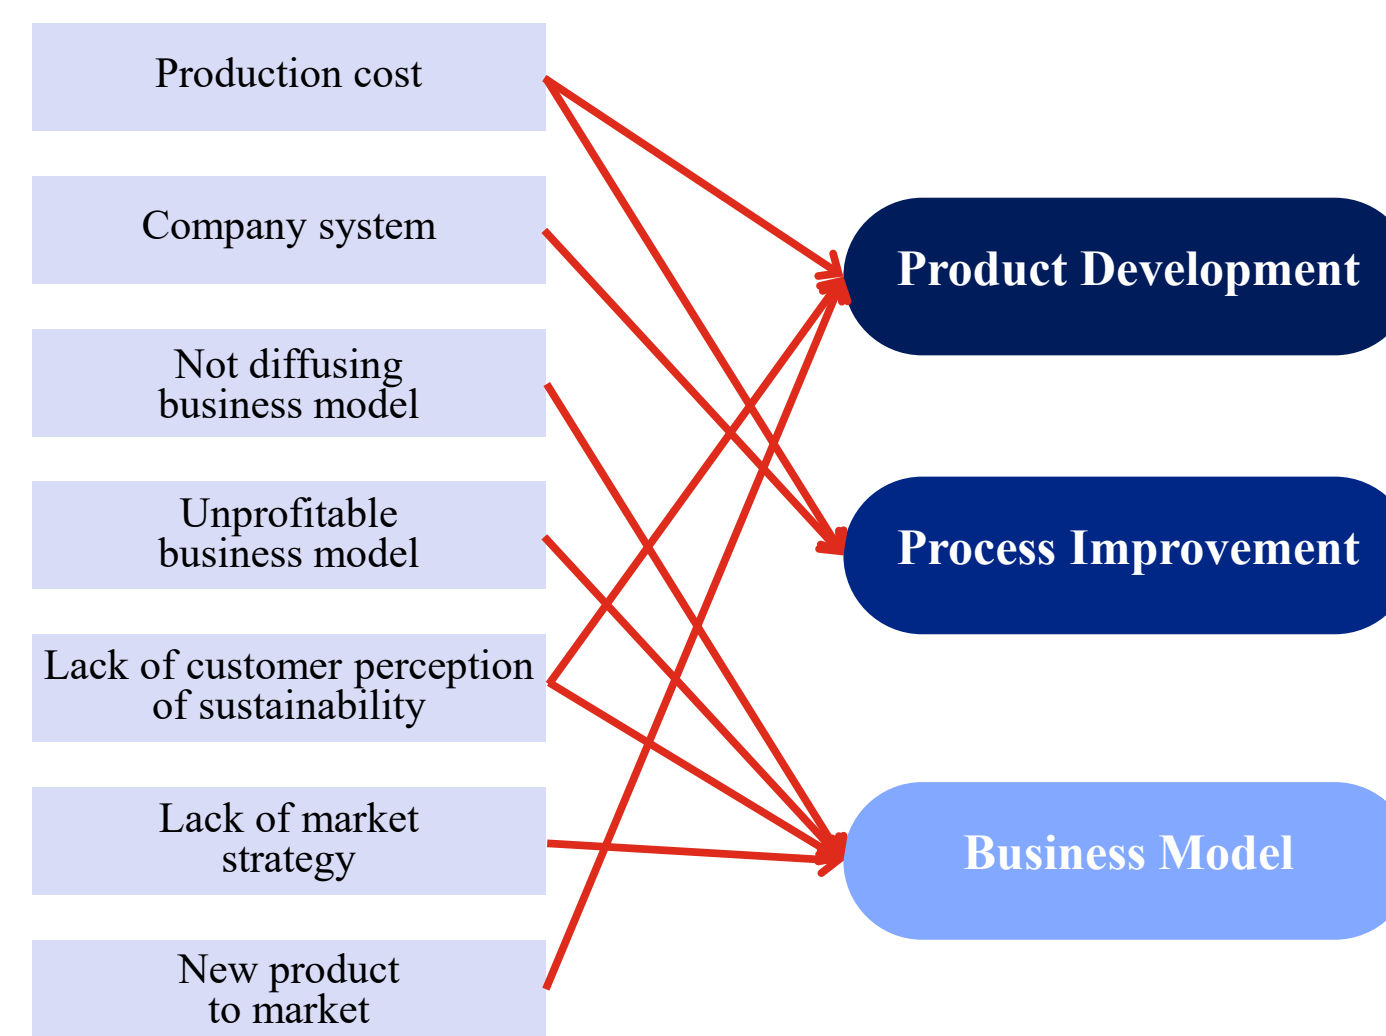 Production cost
Company system
Not diffusing
business model
Unprofitable
business model
Lack of customer perception
of sustainability
Lack of market
strategy
New product
to market
Product Development
Process Improvement
Business Model